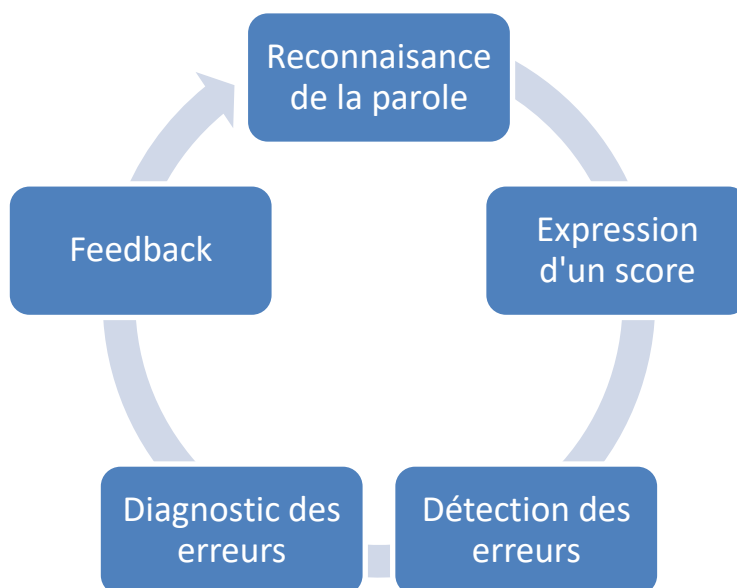 Reconnaisance
de la parole
Expression
d'un score
Détection des
erreurs
Diagnostic des
erreurs
Feedback